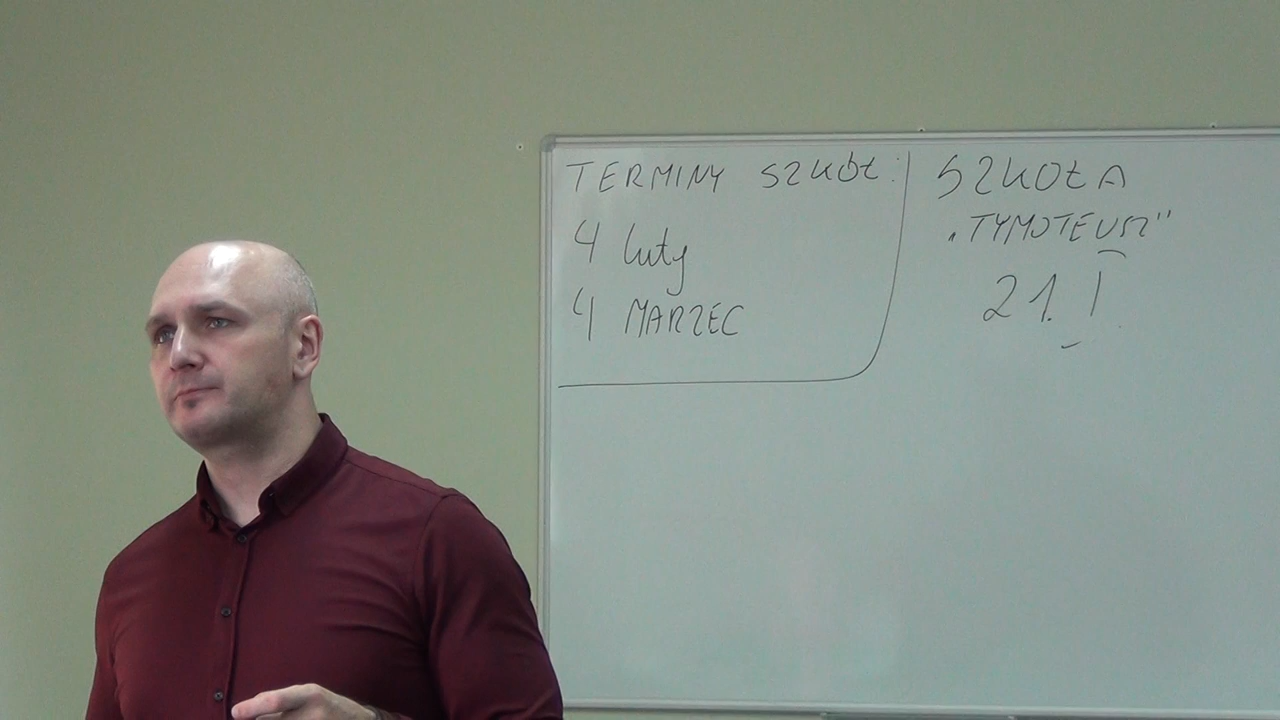 TERMINY SZKÓŁ:
4 luty
4 MARZEC
SZKOŁA
„TYMOTEUSZ"
21. I